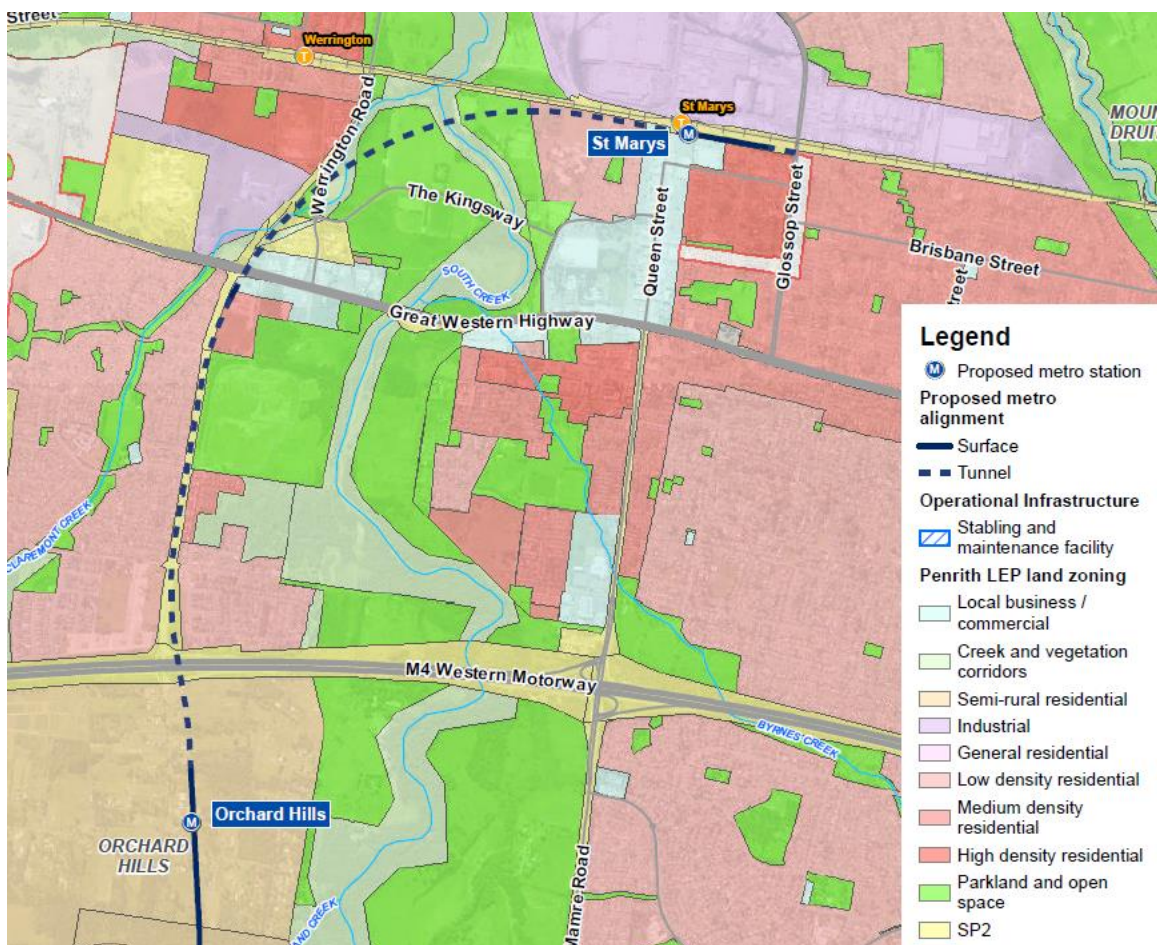 Street
Werrington
Werrington Road
St Marys
St Marys
MOUN
DRUIT
The Kingsway
Queen Street
Glossop Street
Brisbane Street
treet
SOUTH CREEK
Great Western Highway
CLAREMONT CREEK
M4 Western Motorway
BYRNES CREEK
Orchard Hills
ORCHARD
HILLS
Mamre Road
AND CREEK
Legend
M Proposed metro station
Proposed metro
alignment
Surface
Tunnel
Operational Infrastructure
Stabling and
maintenance facility
Penrith LEP land zoning
Local business /
commercial
Creek and vegetation
corridors
Semi-rural residential
Industrial
General residential
Low density residential
Medium density
residential
High density residential
Parkland and open
space
SP2